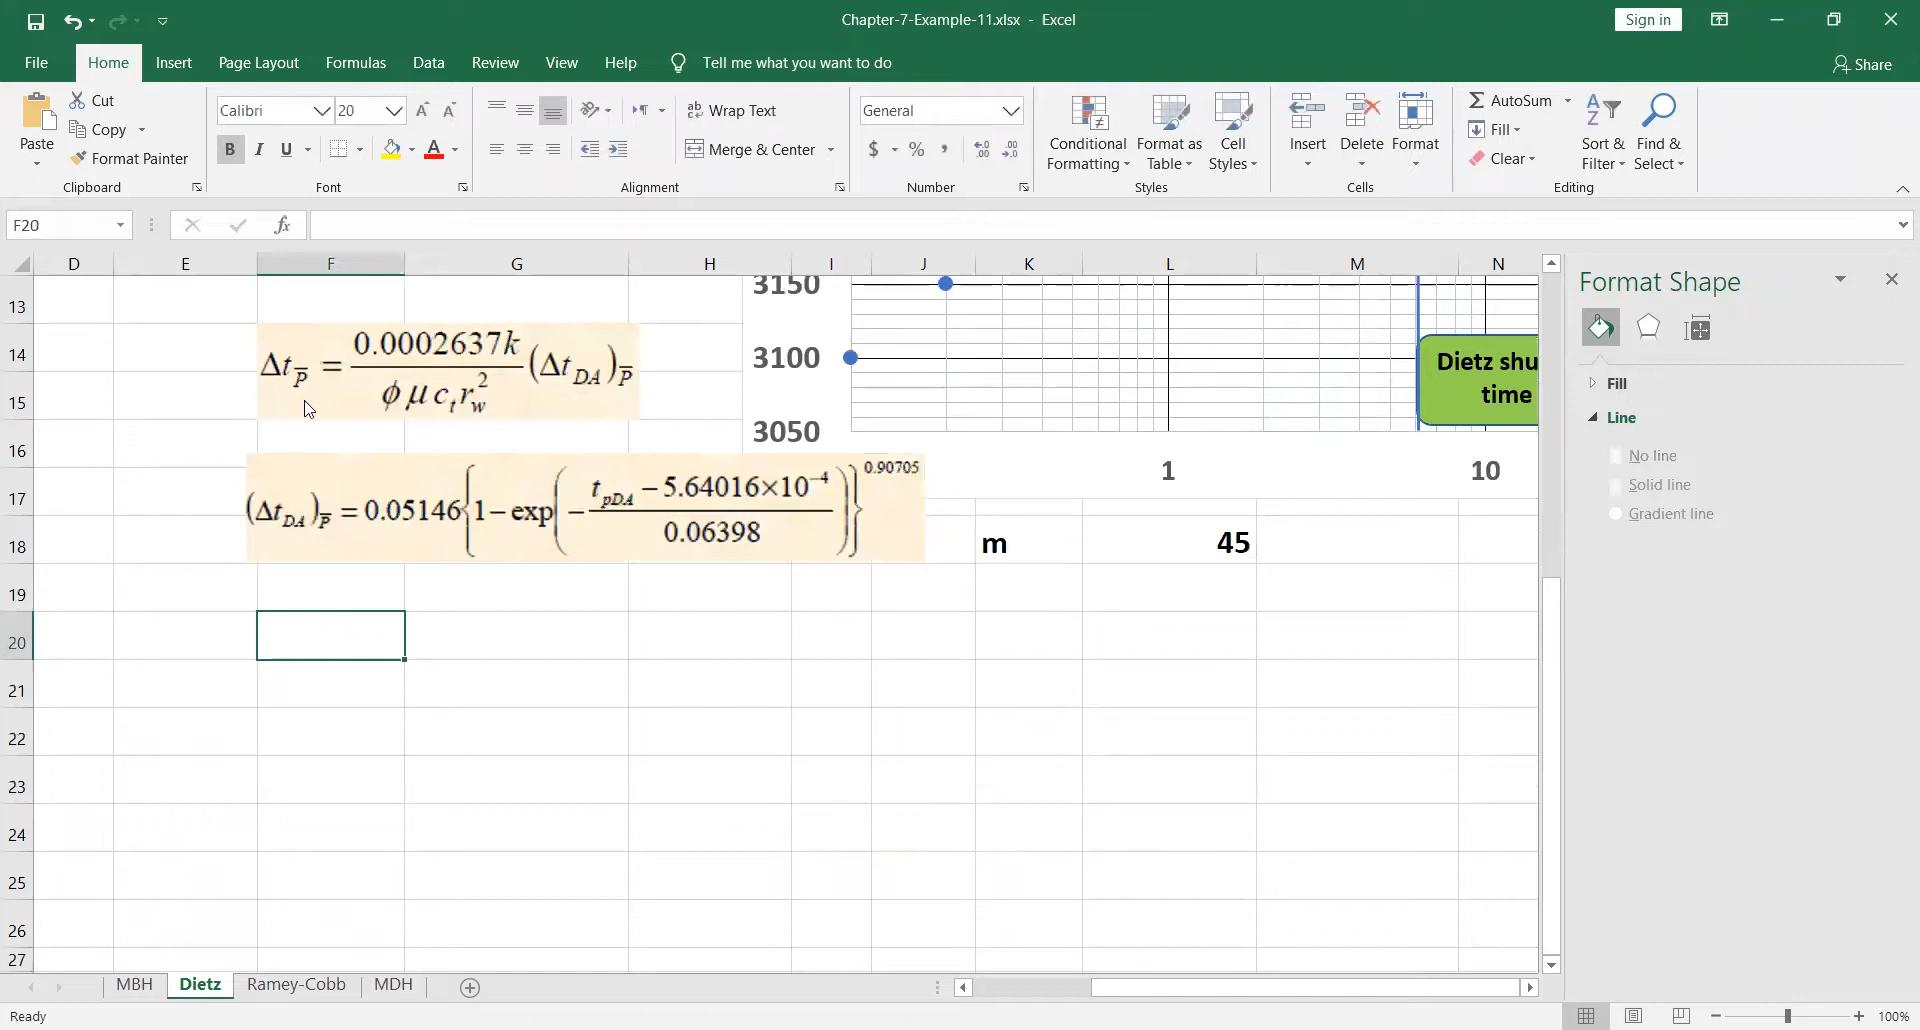 Chapter-7-Example-11.xlsx - Excel
Sign in
File Home Insert Page Layout Formulas Data Review View Help Tell me what you want to do Share
Paste
Cut
Copy
Format Painter
Clipboard
Calibri 20
B I U
Font
ab Wrap Text
Merge & Center
Alignment
General
$ % ,
Number
Conditional Formatting
Format as Table
Cell Styles
Styles
Insert Delete Format
Cells
AutoSum
Fill
Clear
Sort & Filter
Find & Select
Editing
F20 fx
D E F G H I J K L M N
13
14
15
16
17
18
19
20
21
22
23
24
25
26
27
Δt_P̅ = 0.0002637k / (ϕ μ c_t r_w^2) (Δt_DA)_P̅
(Δt_DA)_P̅ = 0.05146{1−exp(−(t_pDA −5.64016×10^−4)/0.06398)}^0.90705
3150
3100
3050
1 10
Dietz shu
time
m 45
Format Shape
Fill
Line
No line
Solid line
Gradient line
MBH Dietz Ramey-Cobb MDH
Ready
100%